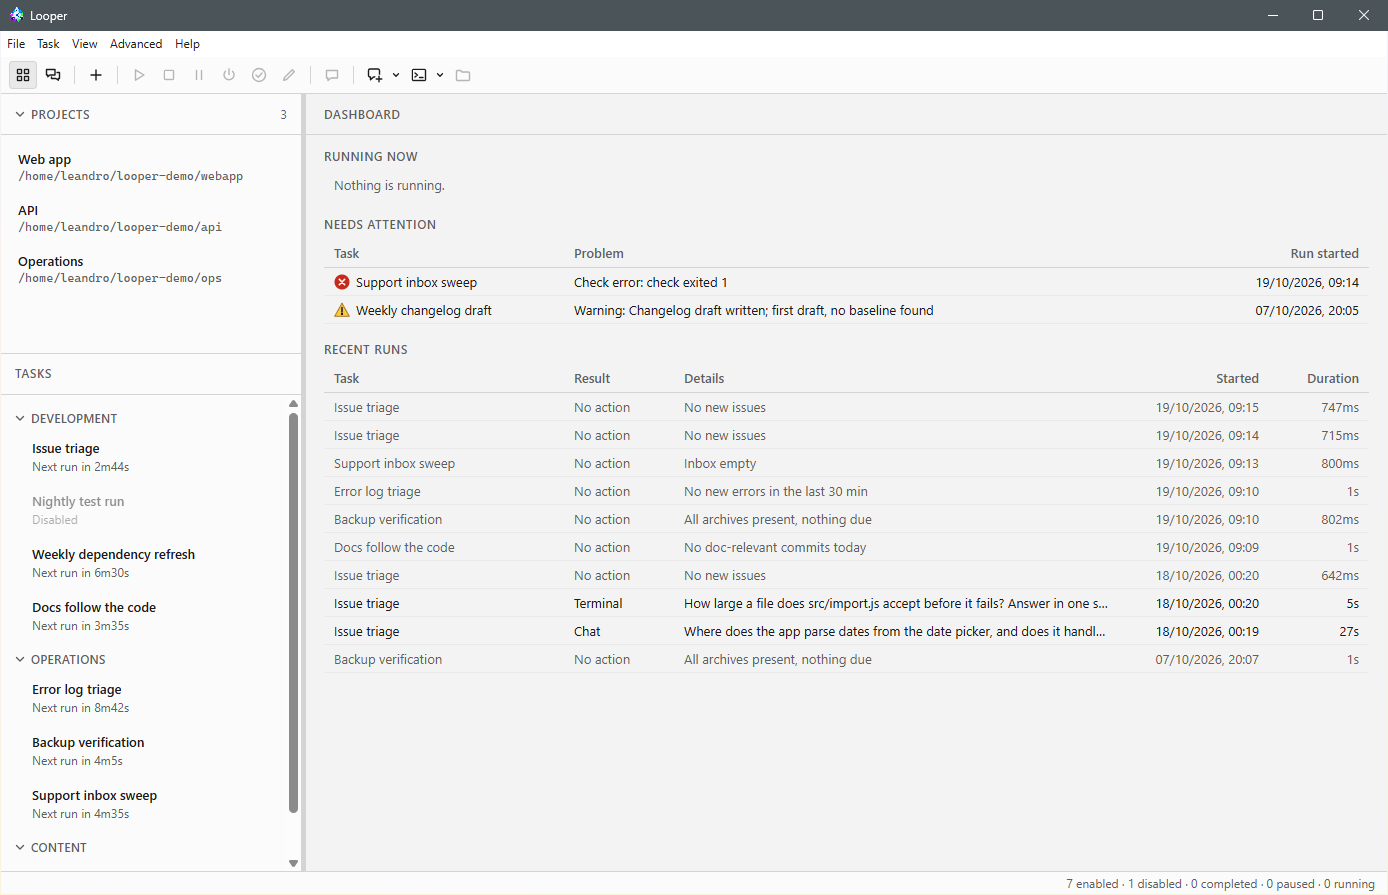 Looper
File Task View Advanced Help
PROJECTS 3
Web app
/home/leandro/looper-demo/webapp
API
/home/leandro/looper-demo/api
Operations
/home/leandro/looper-demo/ops
TASKS
DEVELOPMENT
Issue triage
Next run in 2m44s
Nightly test run
Disabled
Weekly dependency refresh
Next run in 6m30s
Docs follow the code
Next run in 3m35s
OPERATIONS
Error log triage
Next run in 8m42s
Backup verification
Next run in 4m5s
Support inbox sweep
Next run in 4m35s
CONTENT
DASHBOARD
RUNNING NOW
Nothing is running.
NEEDS ATTENTION
Task Problem Run started
Support inbox sweep Check error: check exited 1 19/10/2026, 09:14
Weekly changelog draft Warning: Changelog draft written; first draft, no baseline found 07/10/2026, 20:05
RECENT RUNS
Task Result Details Started Duration
Issue triage No action No new issues 19/10/2026, 09:15 747ms
Issue triage No action No new issues 19/10/2026, 09:14 715ms
Support inbox sweep No action Inbox empty 19/10/2026, 09:13 800ms
Error log triage No action No new errors in the last 30 min 19/10/2026, 09:10 1s
Backup verification No action All archives present, nothing due 19/10/2026, 09:10 802ms
Docs follow the code No action No doc-relevant commits today 19/10/2026, 09:09 1s
Issue triage No action No new issues 18/10/2026, 00:20 642ms
Issue triage Terminal How large a file does src/import.js accept before it fails? Answer in one s... 18/10/2026, 00:20 5s
Issue triage Chat Where does the app parse dates from the date picker, and does it handl... 18/10/2026, 00:19 27s
Backup verification No action All archives present, nothing due 07/10/2026, 20:07 1s
7 enabled · 1 disabled · 0 completed · 0 paused · 0 running